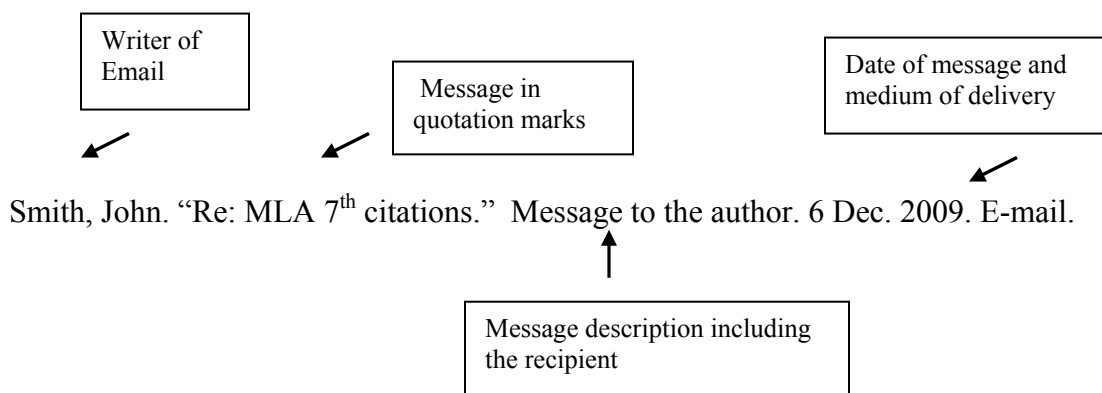 Writer of
Email
Message in
quotation marks
Date of message and
medium of delivery
Smith, John. “Re: MLA 7th citations.”  Message to the author. 6 Dec. 2009. E-mail.
Message description including
the recipient